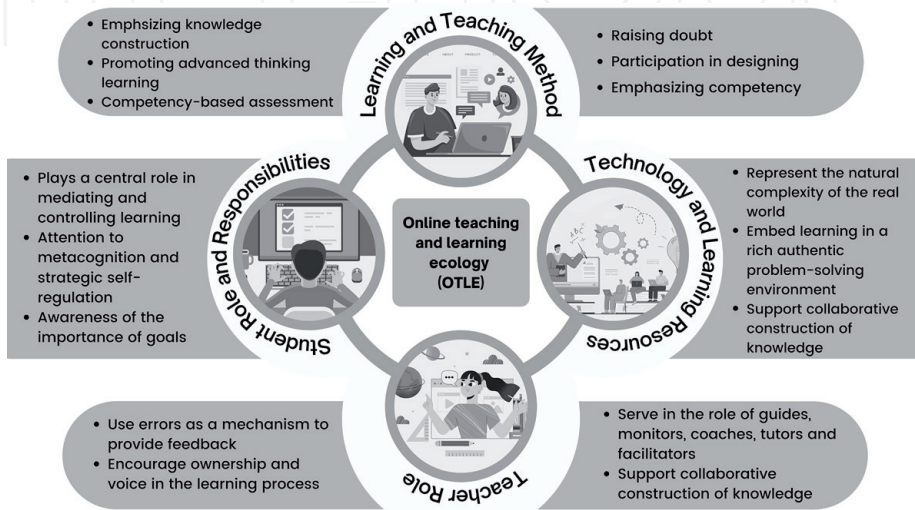 Learning and Teaching Method
• Emphsizing knowledge
construction
• Promoting advanced thinking
learning
• Competency-based assessment
• Raising doubt
• Participation in designing
• Emphasizing competency
Student Role and Responsibilities
• Plays a central role in
mediating and
controlling learning
• Attention to
metacognition and
strategic self-
regulation
• Awareness of the
importance of goals
Online teaching
and learning
ecology
(OTLE)
Technology and Learning Resources
• Represent the natural
complexity of the real
world
• Embed learning in a
rich authentic
problem-solving
environment
• Support collaborative
construction of
knowledge
Teacher Role
• Use errors as a mechanism to
provide feedback
• Encourage ownership and
voice in the learning process
• Serve in the role of guides,
monitors, coaches, tutors and
facilitators
• Support collaborative
construction of knowledge